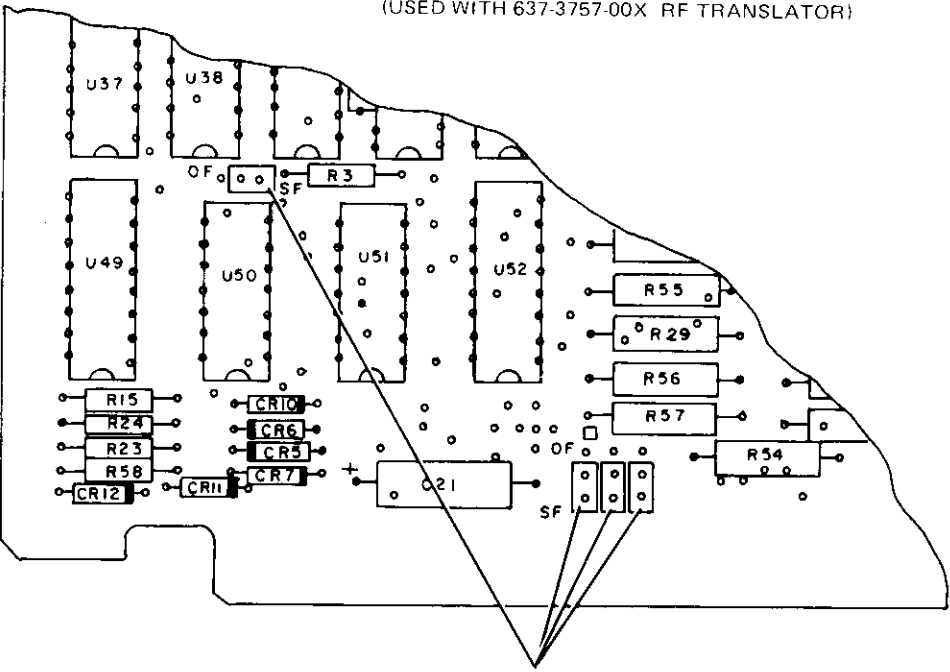 (USED WITH 637-3757-00X RF TRANSLATOR)
U37
U38
OF
SF
R3
U49
U50
U51
U52
R55
R29
R56
R57
R15
R24
R23
R58
CR12
CR11
CR10
CR6
CR5
CR7
+
C21
OF
SF
R54